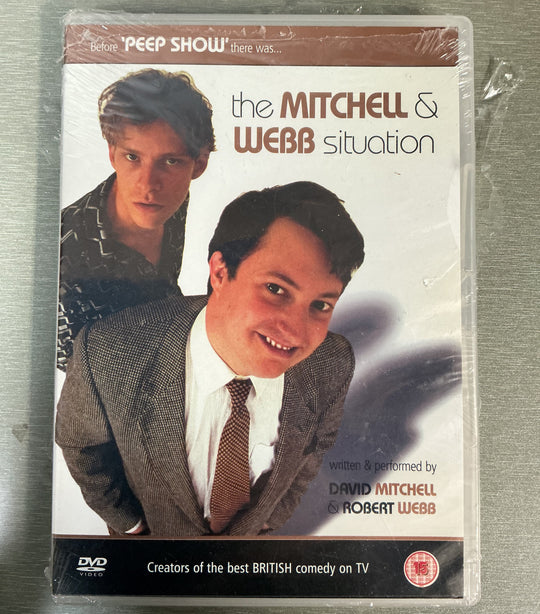 Before 'PEEP SHOW' there was...
the MITCHELL &
WEBB situation
written & performed by
DAVID MITCHELL
& ROBERT WEBB
DVD
VIDEO
Creators of the best BRITISH comedy on TV
15